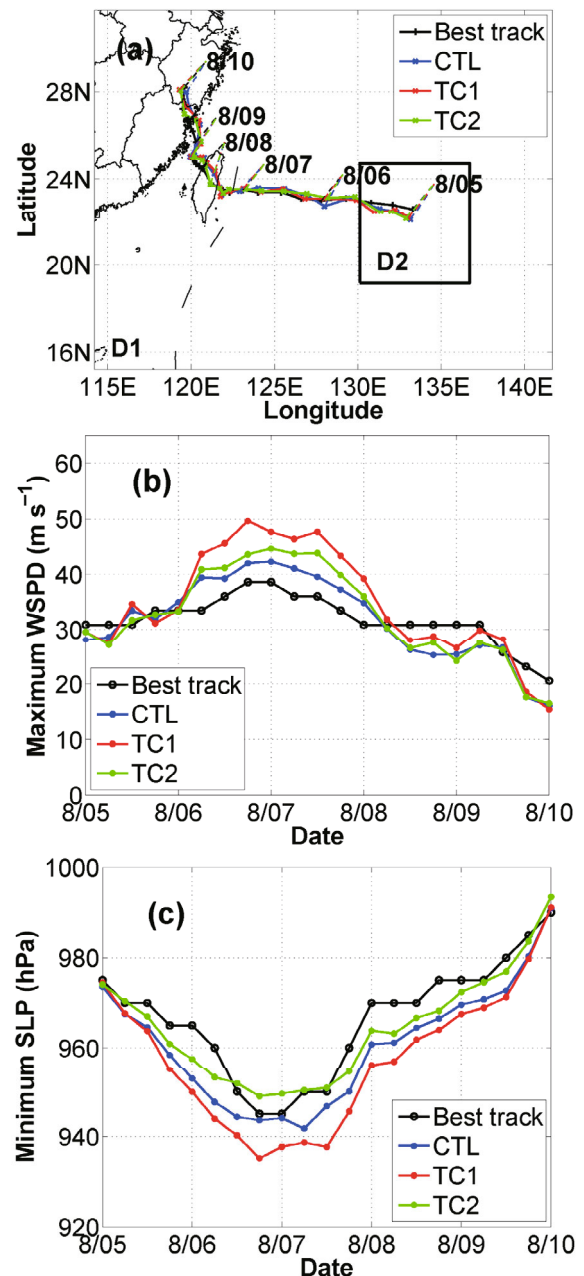 (a)
Best track
CTL
TC1
TC2
8/10
8/09
8/08
8/07
8/06
8/05
28N
24N
20N
16N
Latitude
D2
D1
115E 120E 125E 130E 135E 140E
Longitude
(b)
60
50
40
30
20
10
0
Maximum WSPD (m s⁻¹)
Best track
CTL
TC1
TC2
8/05 8/06 8/07 8/08 8/09 8/10
Date
(c)
1000
980
960
940
920
Minimum SLP (hPa)
Best track
CTL
TC1
TC2
8/05 8/06 8/07 8/08 8/09 8/10
Date